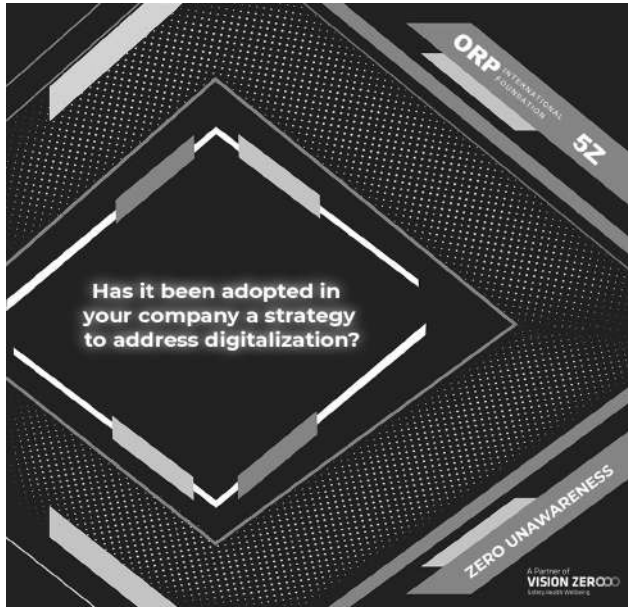 ORP
INTERNATIONAL
FOUNDATION
5Z
Has it been adopted in
your company a strategy
to address digitalization?
ZERO UNAWARENESS
A Partner of
VISION ZERO
Safety.Health.Wellbeing.